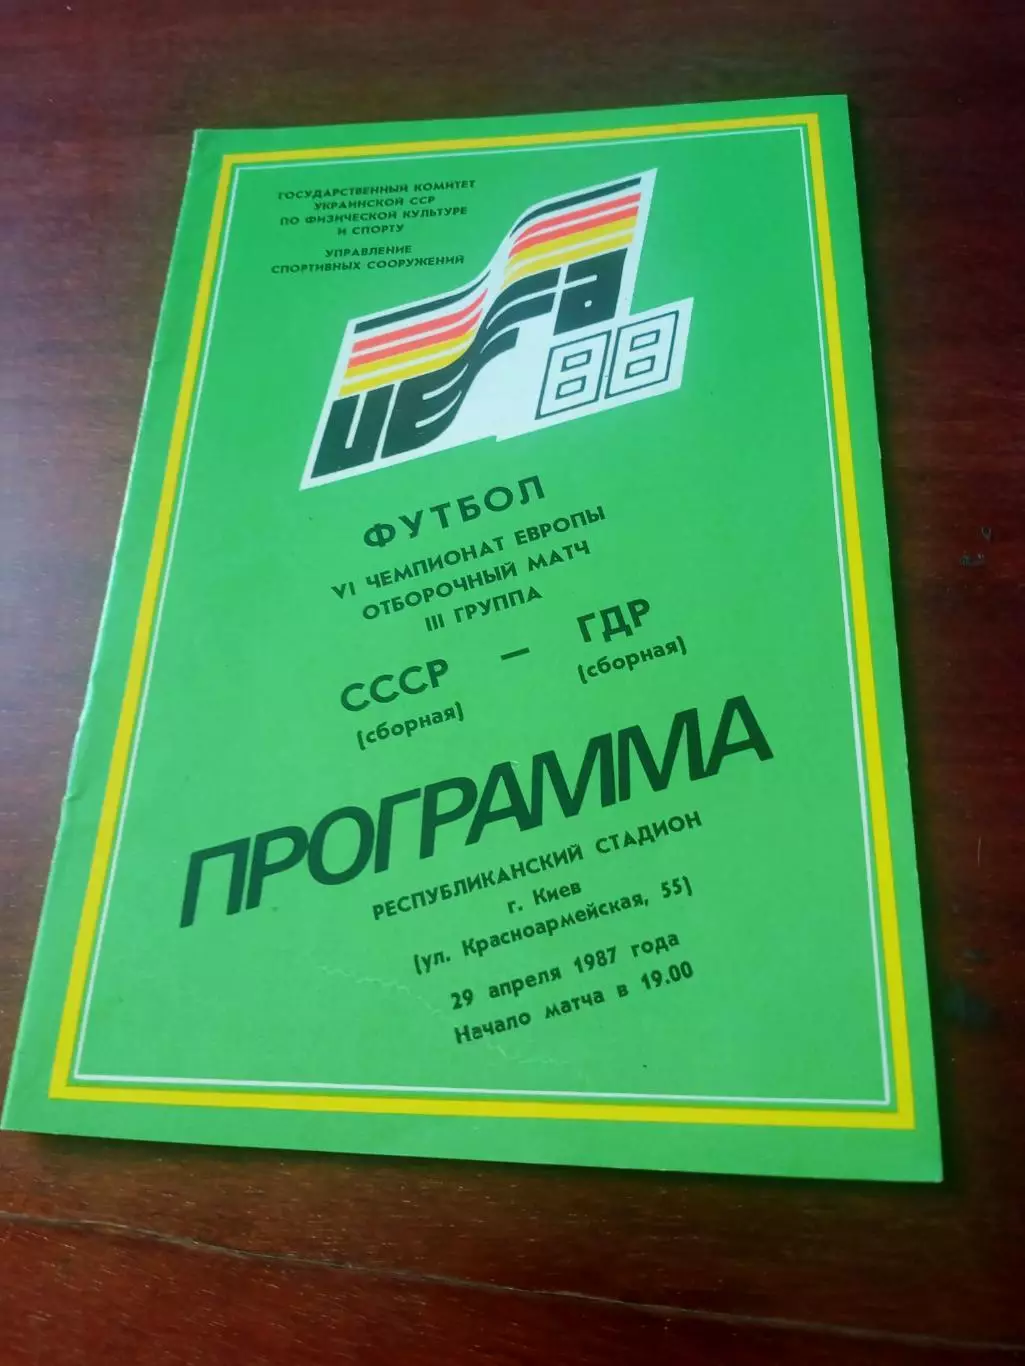 ГОСУДАРСТВЕННЫЙ КОМИТЕТ
УКРАИНСКОЙ ССР
ПО ФИЗИЧЕСКОЙ КУЛЬТУРЕ
И СПОРТУ
УПРАВЛЕНИЕ
СПОРТИВНЫХ СООРУЖЕНИЙ
UEFA
88
ФУТБОЛ
VI ЧЕМПИОНАТ ЕВРОПЫ
ОТБОРОЧНЫЙ МАТЧ
III ГРУППА
СССР — ГДР
(сборная) (сборная)
ПРОГРАММА
РЕСПУБЛИКАНСКИЙ СТАДИОН
г. Киев
(ул. Красноармейская, 55)
29 апреля 1987 года
Начало матча в 19.00